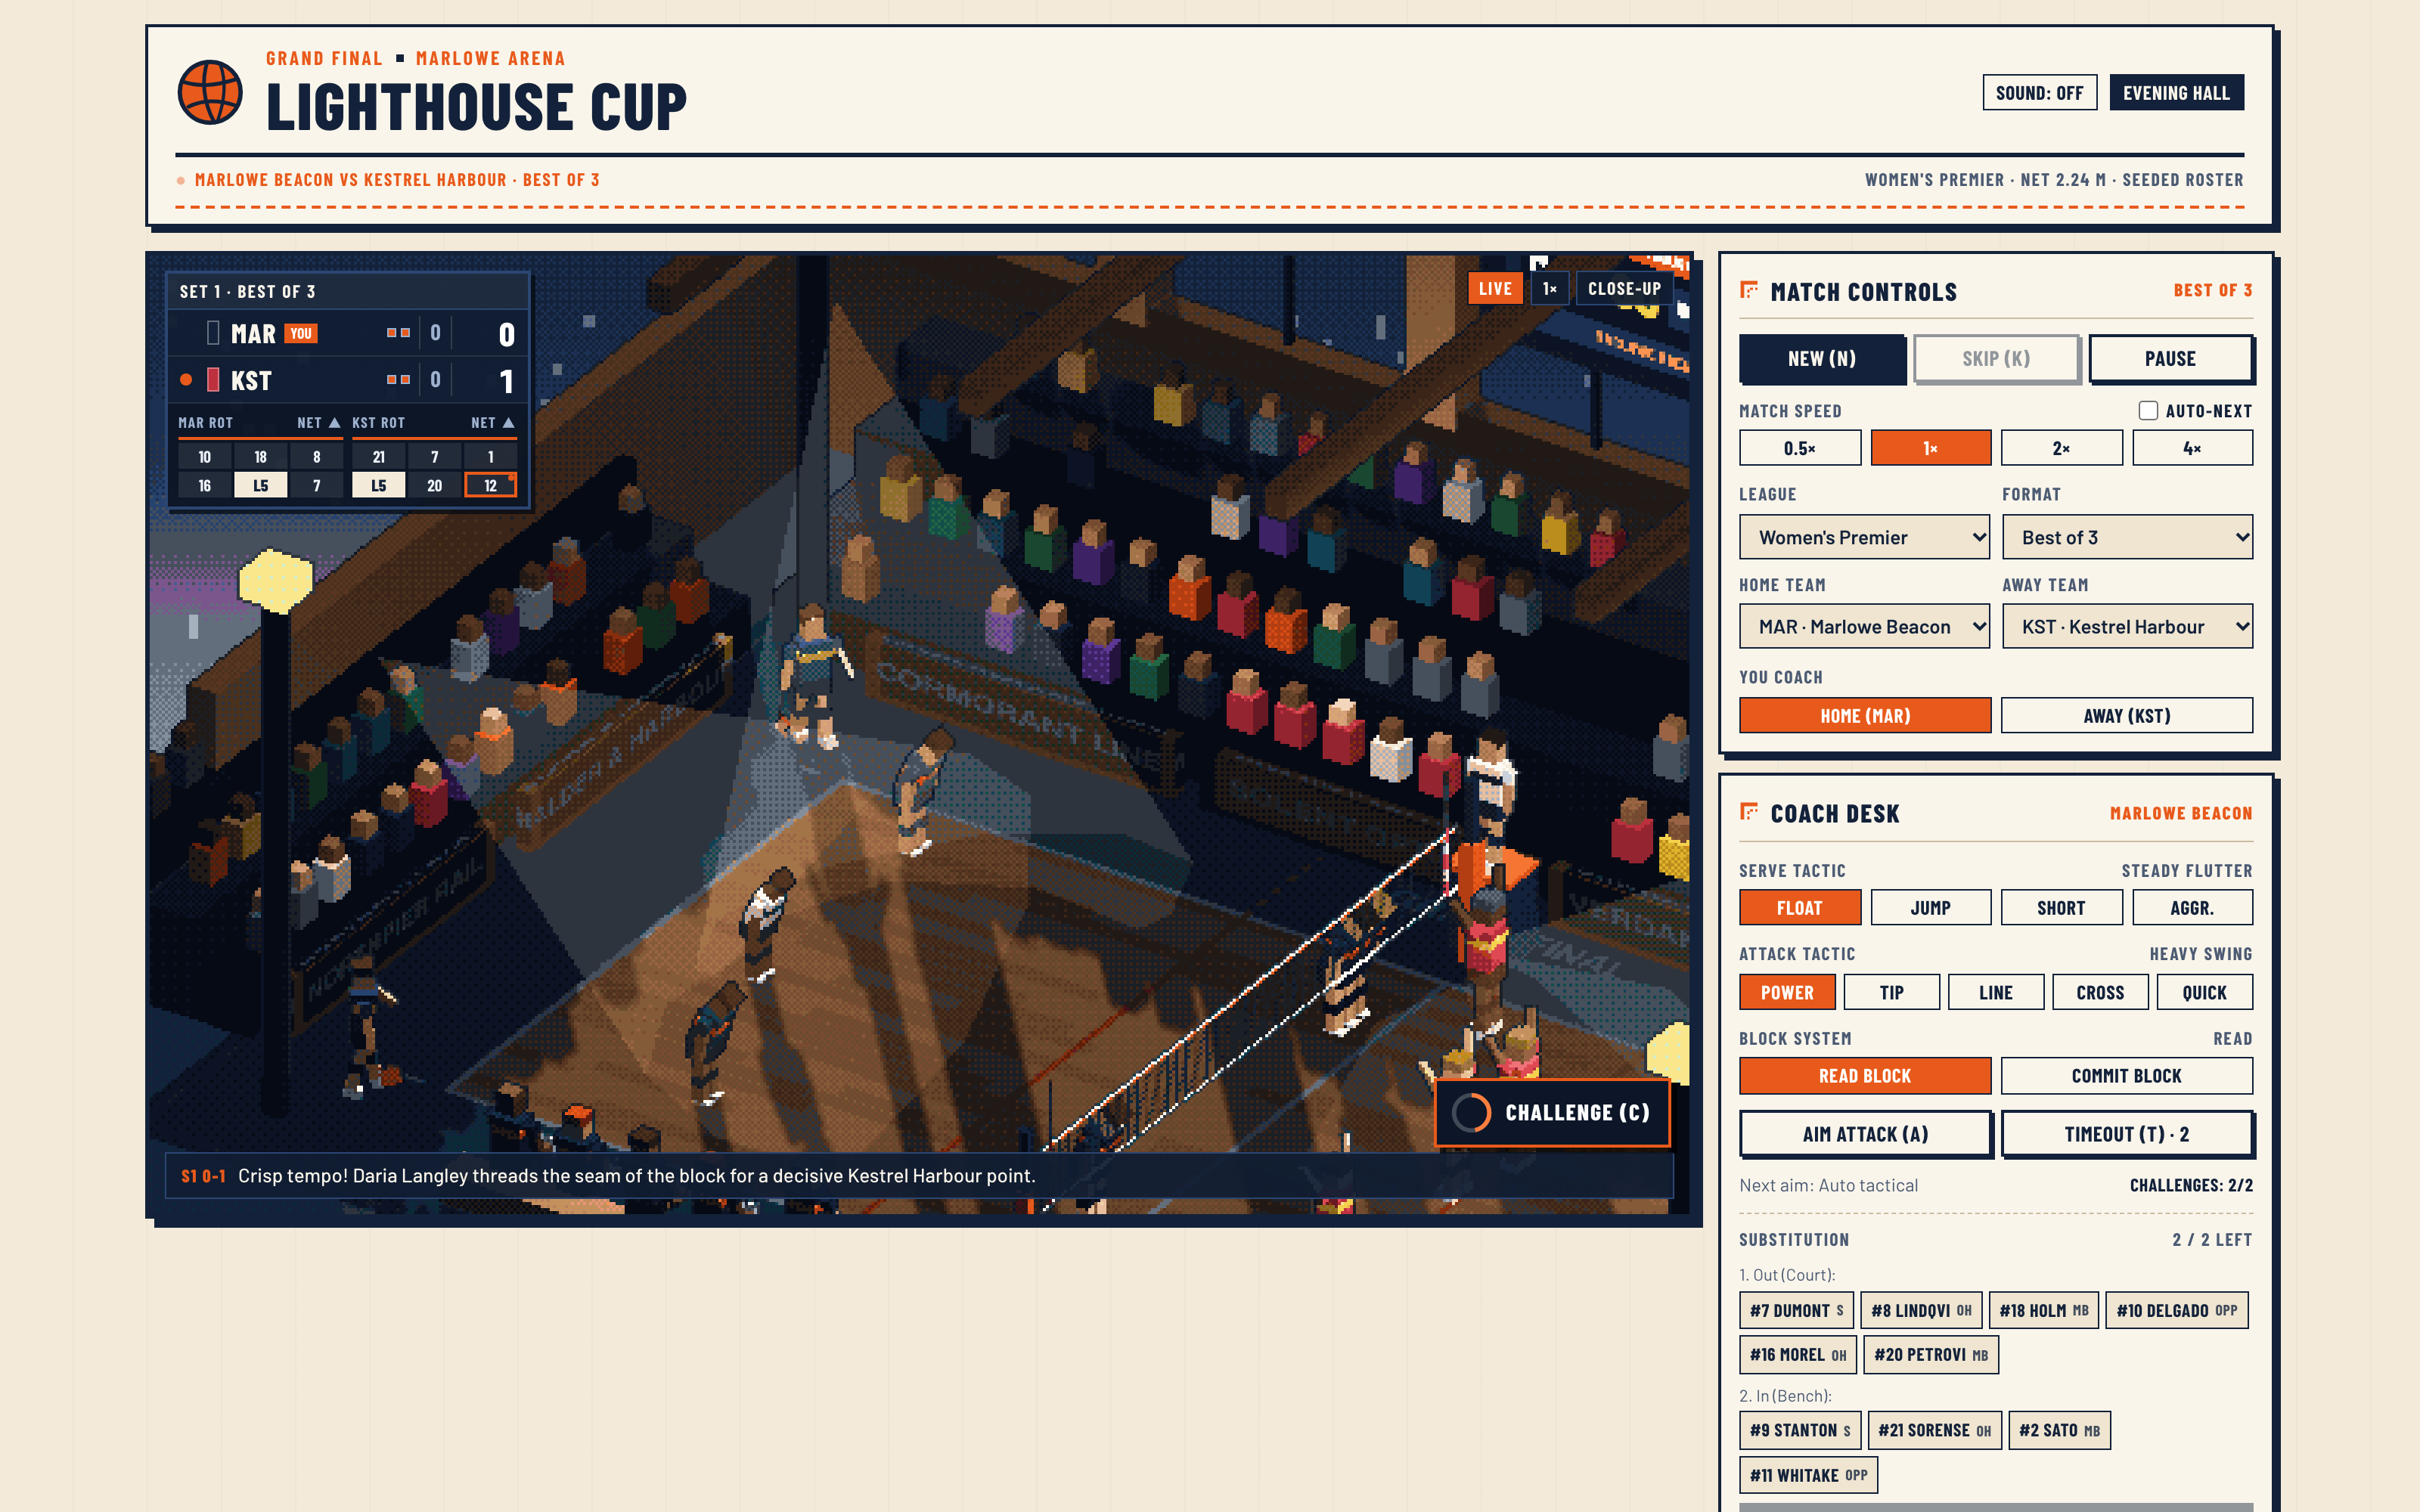 GRAND FINAL ▪ MARLOWE ARENA
LIGHTHOUSE CUP
SOUND: OFF
EVENING HALL
MARLOWE BEACON VS KESTREL HARBOUR · BEST OF 3
WOMEN'S PREMIER · NET 2.24 M · SEEDED ROSTER
SET 1 · BEST OF 3
MAR YOU 0 0
KST 0 1
MAR ROT NET ▲ KST ROT NET ▲
10 18 8 21 7 1
16 L5 7 L5 20 12
LIVE 1× CLOSE-UP
CORMORANT LINE
NORTHPIER RAIL
FINAL
CHALLENGE (C)
S1 0-1 Crisp tempo! Daria Langley threads the seam of the block for a decisive Kestrel Harbour point.
MATCH CONTROLS
BEST OF 3
NEW (N) SKIP (K) PAUSE
MATCH SPEED AUTO-NEXT
0.5× 1× 2× 4×
LEAGUE FORMAT
Women's Premier Best of 3
HOME TEAM AWAY TEAM
MAR · Marlowe Beacon KST · Kestrel Harbour
YOU COACH
HOME (MAR) AWAY (KST)
COACH DESK
MARLOWE BEACON
SERVE TACTIC STEADY FLUTTER
FLOAT JUMP SHORT AGGR.
ATTACK TACTIC HEAVY SWING
POWER TIP LINE CROSS QUICK
BLOCK SYSTEM READ
READ BLOCK COMMIT BLOCK
AIM ATTACK (A) TIMEOUT (T) · 2
Next aim: Auto tactical CHALLENGES: 2/2
SUBSTITUTION 2 / 2 LEFT
1. Out (Court):
#7 DUMONT S #8 LINDQVI OH #18 HOLM MB #10 DELGADO OPP
#16 MOREL OH #20 PETROVI MB
2. In (Bench):
#9 STANTON S #21 SORENSE OH #2 SATO MB
#11 WHITAKE OPP